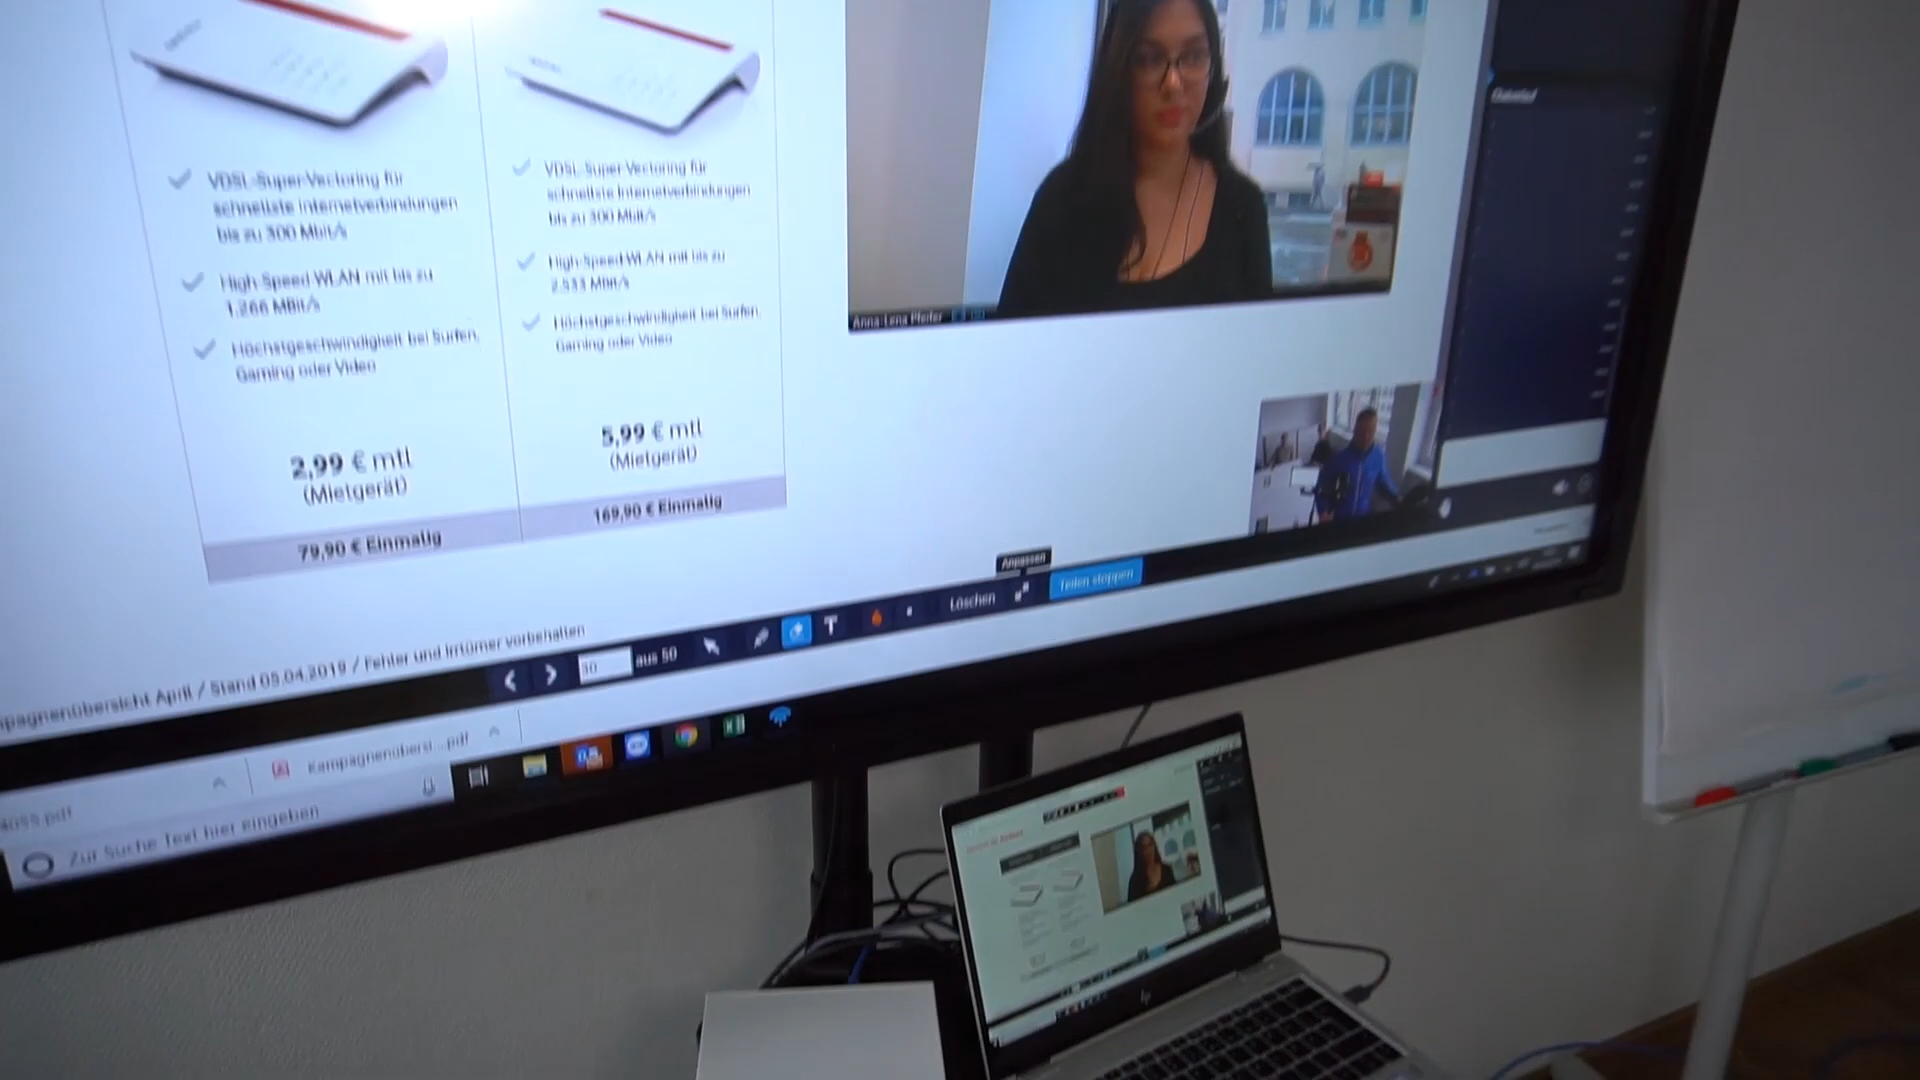 VDSL-Super-Vectoring für
schnellste Internetverbindungen
bis zu 300 Mbit/s
High-Speed-WLAN mit bis zu
1.266 MBit/s
Höchstgeschwindigkeit bei Surfen,
Gaming oder Video
2,99 € mtl
(Mietgerät)
79,90 € Einmalig
VDSL-Super-Vectoring für
schnellste Internetverbindungen
bis zu 300 Mbit/s
High-Speed-WLAN mit bis zu
2.533 MBit/s
Höchstgeschwindigkeit bei Surfen,
Gaming oder Video
5,99 € mtl
(Mietgerät)
169,90 € Einmalig
Anna-Lena Pfeifer
Anpassen
Löschen
Teilen stoppen
aus 50
T
pagnenübersicht April / Stand 05.04.2019 / Fehler und Irrtümer vorbehalten
Kampagnenübersi....pdf
Zur Suche Text hier eingeben
hp